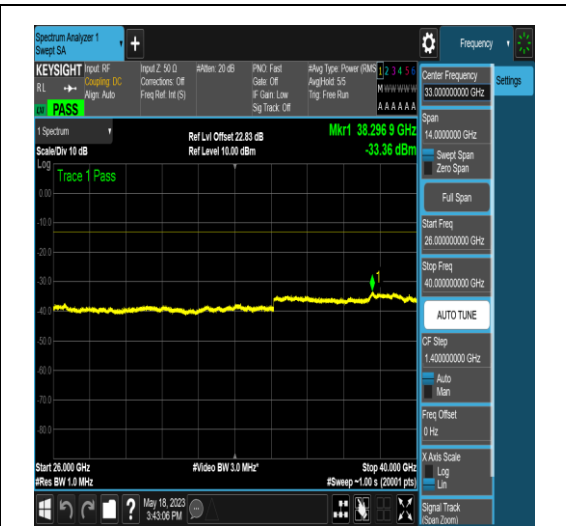 Spectrum Analyzer 1
Swept SA
Frequency
KEYSIGHT
Input: RF
Coupling: DC
Align: Auto
RL
PASS
Input Z: 50 Ω
Corrections: Off
Freq Ref: Int (S)
#Atten: 20 dB
PNO: Fast
Gate: Off
IF Gain: Low
Sig Track: Off
#Avg Type: Power (RMS
Avg|Hold: 5/5
Trig: Free Run
1 2 3 4 5 6
M W W W W W
A A A A A A
1 Spectrum
Scale/Div 10 dB
Log
Ref Lvl Offset 22.83 dB
Ref Level 10.00 dBm
Mkr1 38.296 9 GHz
-33.36 dBm
Trace 1 Pass
0.00
-10.0
-20.0
-30.0
-40.0
-50.0
-60.0
-70.0
-80.0
1
Start 26.000 GHz
#Res BW 1.0 MHz
#Video BW 3.0 MHz*
Stop 40.000 GHz
#Sweep ~1.00 s (20001 pts)
May 18, 2023
3:43:06 PM
Center Frequency
33.000000000 GHz
Settings
Span
14.0000000 GHz
Swept Span
Zero Span
Full Span
Start Freq
26.000000000 GHz
Stop Freq
40.000000000 GHz
AUTO TUNE
CF Step
1.400000000 GHz
Auto
Man
Freq Offset
0 Hz
X Axis Scale
Log
Lin
Signal Track
(Span Zoom)